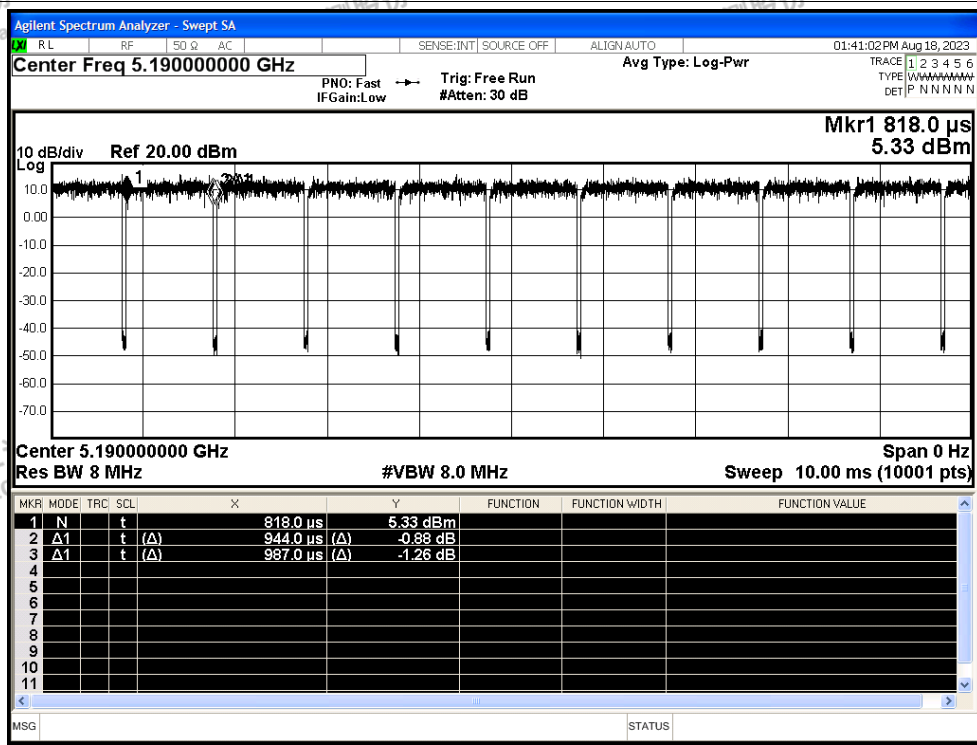 Agilent Spectrum Analyzer - Swept SA
LXI RL RF 50 Ω AC SENSE:INT SOURCE OFF ALIGN AUTO 01:41:02 PM Aug 18, 2023
Center Freq 5.190000000 GHz
PNO: Fast
IFGain:Low
Trig: Free Run
#Atten: 30 dB
Avg Type: Log-Pwr
TRACE 1 2 3 4 5 6
TYPE WWWWWW
DET P N N N N N
Mkr1 818.0 µs
5.33 dBm
10 dB/div Ref 20.00 dBm
Log
1
10.0
0.00
-10.0
-20.0
-30.0
-40.0
-50.0
-60.0
-70.0
Center 5.190000000 GHz Span 0 Hz
Res BW 8 MHz #VBW 8.0 MHz Sweep 10.00 ms (10001 pts)
MKR MODE TRC SCL X Y FUNCTION FUNCTION WIDTH FUNCTION VALUE
1 N t 818.0 µs 5.33 dBm
2 Δ1 t (Δ) 944.0 µs (Δ) -0.88 dB
3 Δ1 t (Δ) 987.0 µs (Δ) -1.26 dB
4
5
6
7
8
9
10
11
MSG STATUS